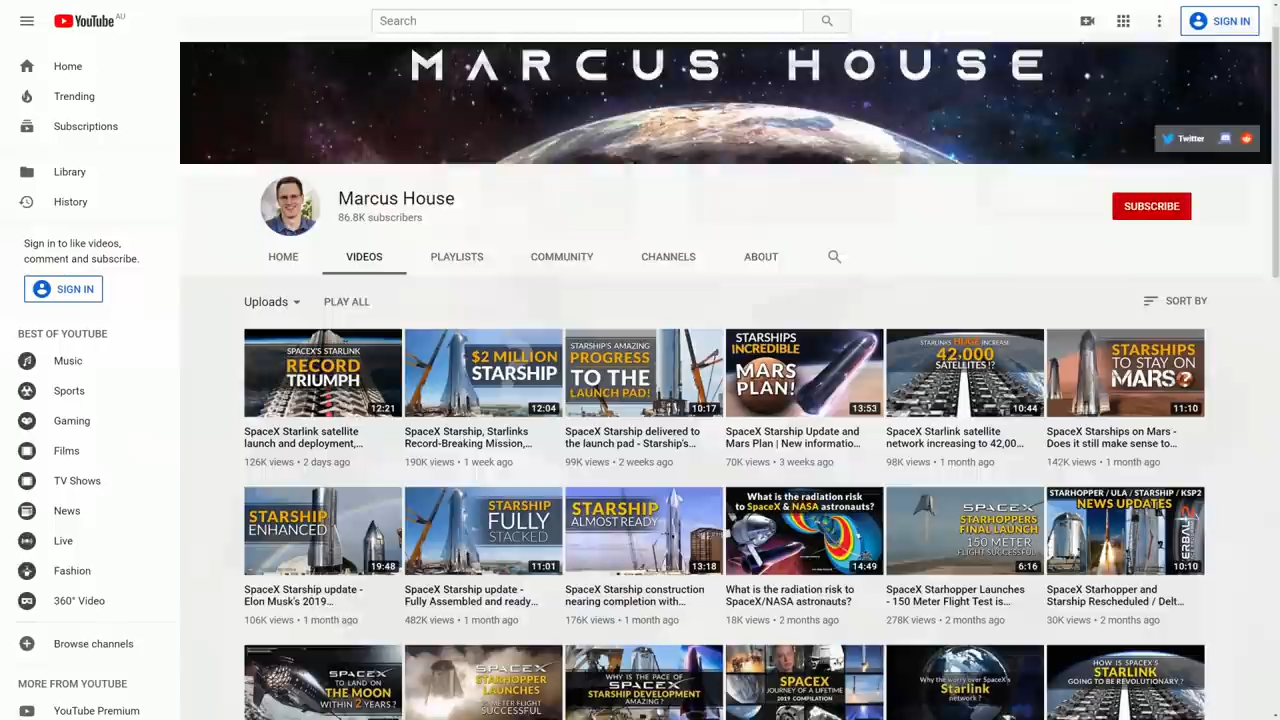 YouTube AU
Search
SIGN IN
Home
Trending
Subscriptions
Library
History
Sign in to like videos,
comment and subscribe.
SIGN IN
BEST OF YOUTUBE
Music
Sports
Gaming
Films
TV Shows
News
Live
Fashion
360° Video
Browse channels
MORE FROM YOUTUBE
YouTube Premium
MARCUS HOUSE
Twitter
Marcus House
86.8K subscribers
SUBSCRIBE
HOME VIDEOS PLAYLISTS COMMUNITY CHANNELS ABOUT
Uploads PLAY ALL SORT BY
SPACEX'S STARLINK
RECORD
TRIUMPH
12:21
SpaceX Starlink satellite
launch and deployment,...
126K views • 2 days ago
$2 MILLION
STARSHIP
12:04
SpaceX Starship, Starlinks
Record-Breaking Mission,...
190K views • 1 week ago
STARSHIP'S AMAZING
PROGRESS
TO THE
LAUNCH PAD!
10:17
SpaceX Starship delivered to
the launch pad - Starship's...
99K views • 2 weeks ago
STARSHIPS
INCREDIBLE
MARS
PLAN!
13:53
SpaceX Starship Update and
Mars Plan | New informatio...
70K views • 3 weeks ago
STARLINKS HUGE INCREASE
42,000
SATELLITES !?
10:44
SpaceX Starlink satellite
network increasing to 42,00...
98K views • 1 month ago
STARSHIPS
TO STAY ON
MARS?
11:10
SpaceX Starships on Mars -
Does it still make sense to...
142K views • 1 month ago
STARSHIP
ENHANCED
19:48
SpaceX Starship update -
Elon Musk's 2019...
106K views • 1 month ago
STARSHIP
FULLY
STACKED
11:01
SpaceX Starship update -
Fully Assembled and ready...
482K views • 1 month ago
STARSHIP
ALMOST READY
13:18
SpaceX Starship construction
nearing completion with...
176K views • 1 month ago
What is the radiation risk
to SpaceX & NASA astronauts?
14:49
What is the radiation risk to
SpaceX/NASA astronauts?
18K views • 2 months ago
SPACEX
STARHOPPERS
FINAL LAUNCH
150 METER
FLIGHT SUCCESSFUL
6:16
SpaceX Starhopper Launches
- 150 Meter Flight Test is...
278K views • 2 months ago
STARHOPPER / ULA / STARSHIP / KSP2
NEWS UPDATES
10:10
SpaceX Starhopper and
Starship Rescheduled / Delt...
30K views • 2 months ago
SPACEX
TO LAND ON
THE MOON
WITHIN 2 YEARS?
SPACEX
STARHOPPER
LAUNCHES
METER FLIGHT
SUCCESSFUL
WHY IS THE PACE OF
SPACEX
STARSHIP DEVELOPMENT
AMAZING ?
SPACEX
JOURNEY OF A LIFETIME
2019 COMPILATION
Why the worry over SpaceX's
Starlink
network ?
HOW IS SPACEX'S
STARLINK
GOING TO BE REVOLUTIONARY ?